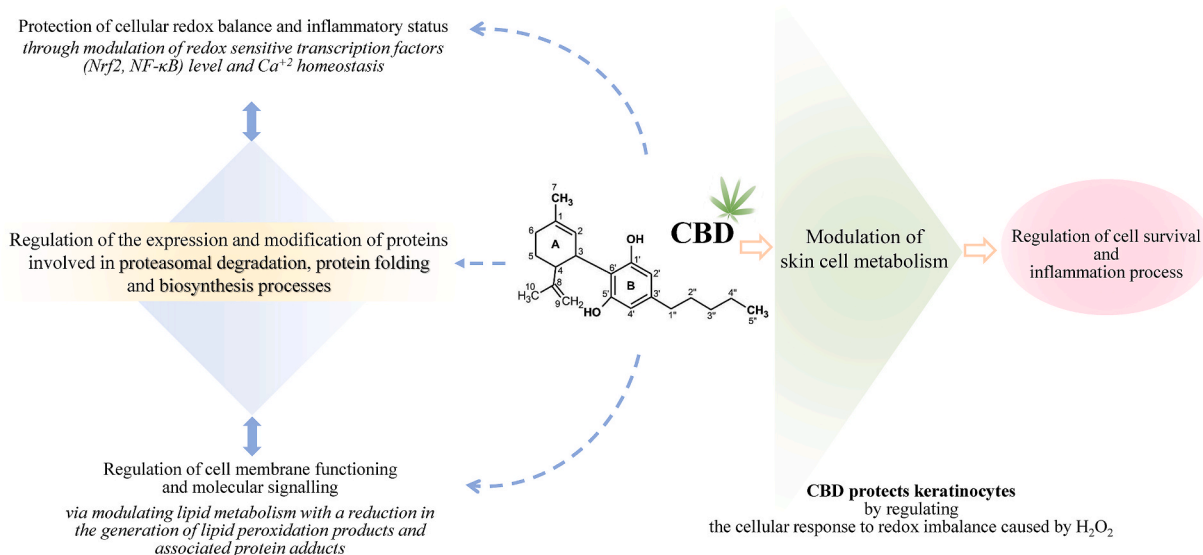 Protection of cellular redox balance and inflammatory status
through modulation of redox sensitive transcription factors
(Nrf2, NF-κB) level and Ca⁺² homeostasis
Regulation of the expression and modification of proteins
involved in proteasomal degradation, protein folding
and biosynthesis processes
Regulation of cell membrane functioning
and molecular signalling
via modulating lipid metabolism with a reduction in
the generation of lipid peroxidation products and
associated protein adducts
7
CH₃
1
6
2
A
5
3
4
8
10
H₃C
9
CH₂
OH
1'
6'
2'
B
5'
3'
HO
4'
1"
2"
3"
4"
CH₃
5"
CBD
Modulation of
skin cell metabolism
Regulation of cell survival
and
inflammation process
CBD protects keratinocytes
by regulating
the cellular response to redox imbalance caused by H₂O₂